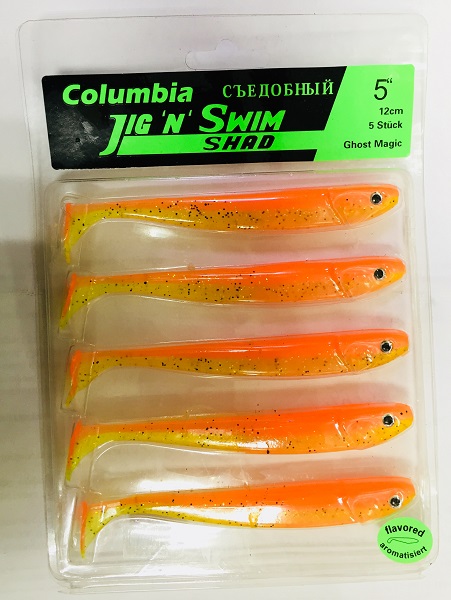 Columbia
СЪЕДОБНЫЙ
JIG 'N' SWIM
SHAD
5"
12cm
5 Stück
Ghost Magic
flavored
aromatisiert